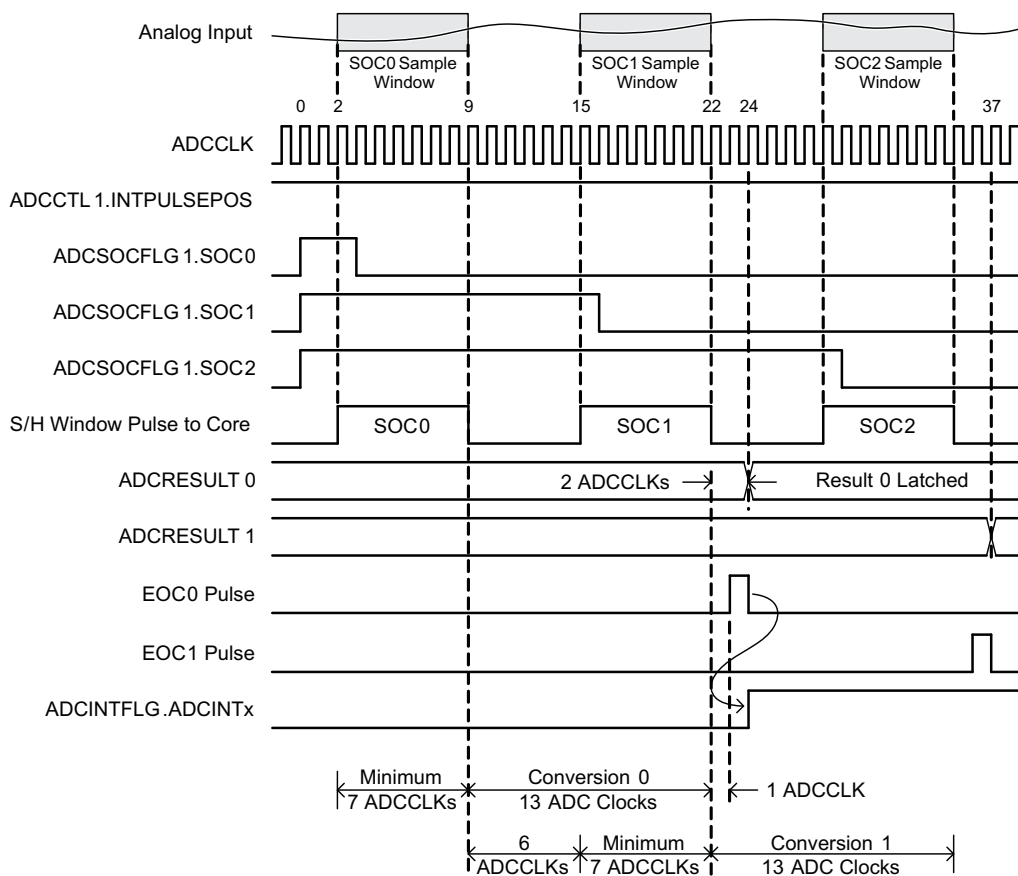 Analog Input
SOC0 Sample
Window
SOC1 Sample
Window
SOC2 Sample
Window
0 2 9 15 22 24 37
ADCCLK
ADCCTL 1.INTPULSEPOS
ADCSOCFLG 1.SOC0
ADCSOCFLG 1.SOC1
ADCSOCFLG 1.SOC2
S/H Window Pulse to Core
SOC0
SOC1
SOC2
ADCRESULT 0
2 ADCCLKs
Result 0 Latched
ADCRESULT 1
EOC0 Pulse
EOC1 Pulse
ADCINTFLG .ADCINTx
Minimum
7 ADCCLKs
Conversion 0
13 ADC Clocks
1 ADCCLK
6
ADCCLKs
Minimum
7 ADCCLKs
Conversion 1
13 ADC Clocks